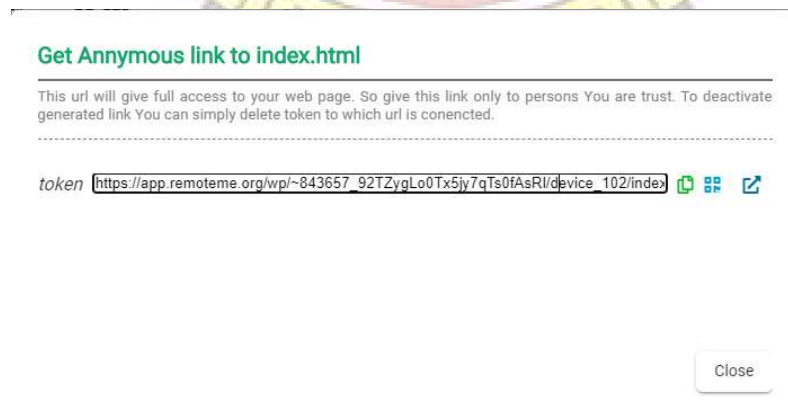 Get Annymous link to index.html
This url will give full access to your web page. So give this link only to persons You are trust. To deactivate
generated link You can simply delete token to which url is conencted.
token https://app.remoteme.org/wp/~843657_92TZygLo0Tx5jy7qTs0fAsRl/device_102/index
Close